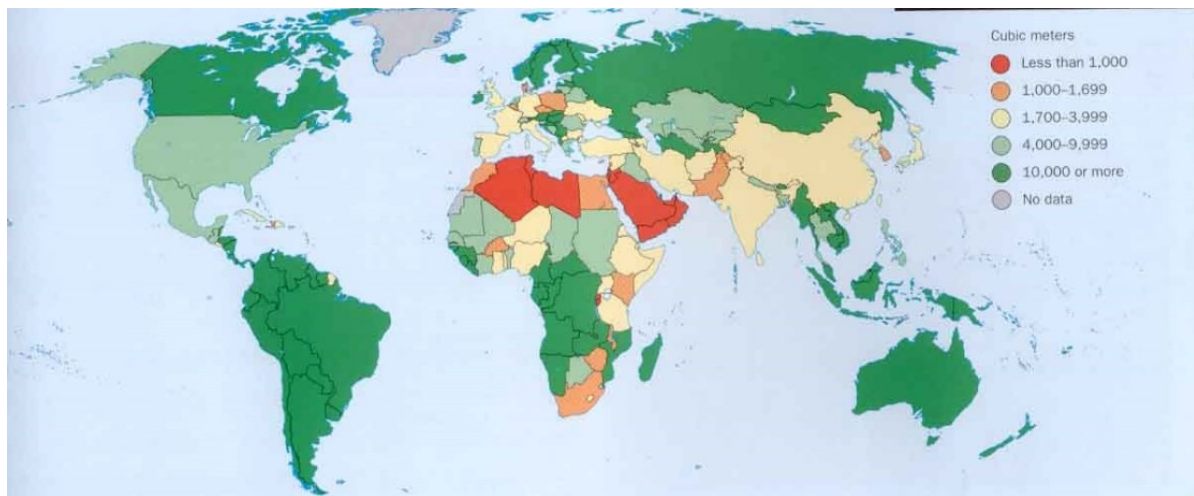 Cubic meters
Less than 1,000
1,000–1,699
1,700–3,999
4,000–9,999
10,000 or more
No data